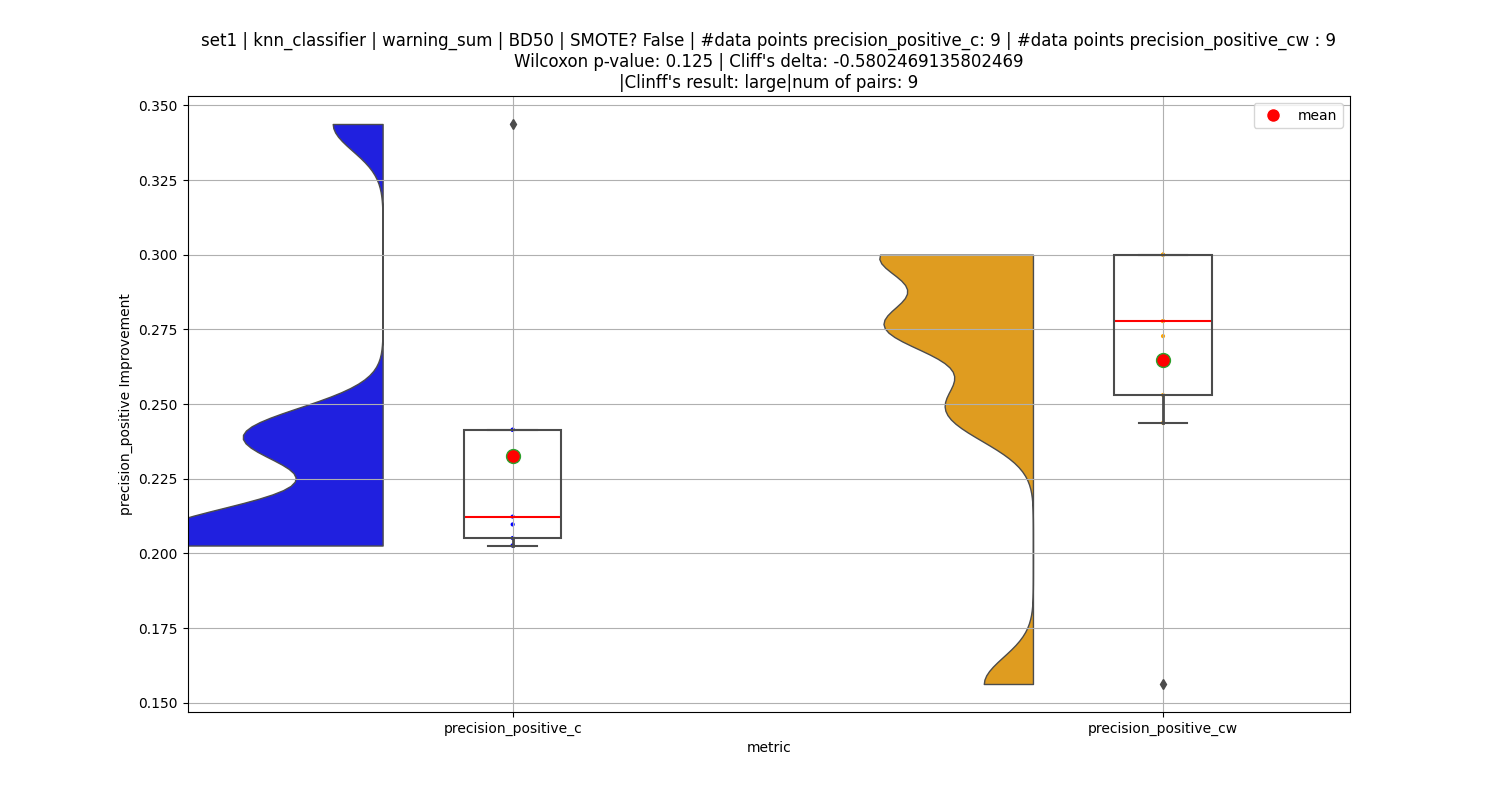 set1 | knn_classifier | warning_sum | BD50 | SMOTE? False | #data points precision_positive_c: 9 | #data points precision_positive_cw : 9
Wilcoxon p-value: 0.125 | Cliff's delta: -0.5802469135802469
|Clinff's result: large|num of pairs: 9
mean
0.350
0.325
0.300
0.275
0.250
0.225
0.200
0.175
0.150
precision_positive Improvement
precision_positive_c
precision_positive_cw
metric